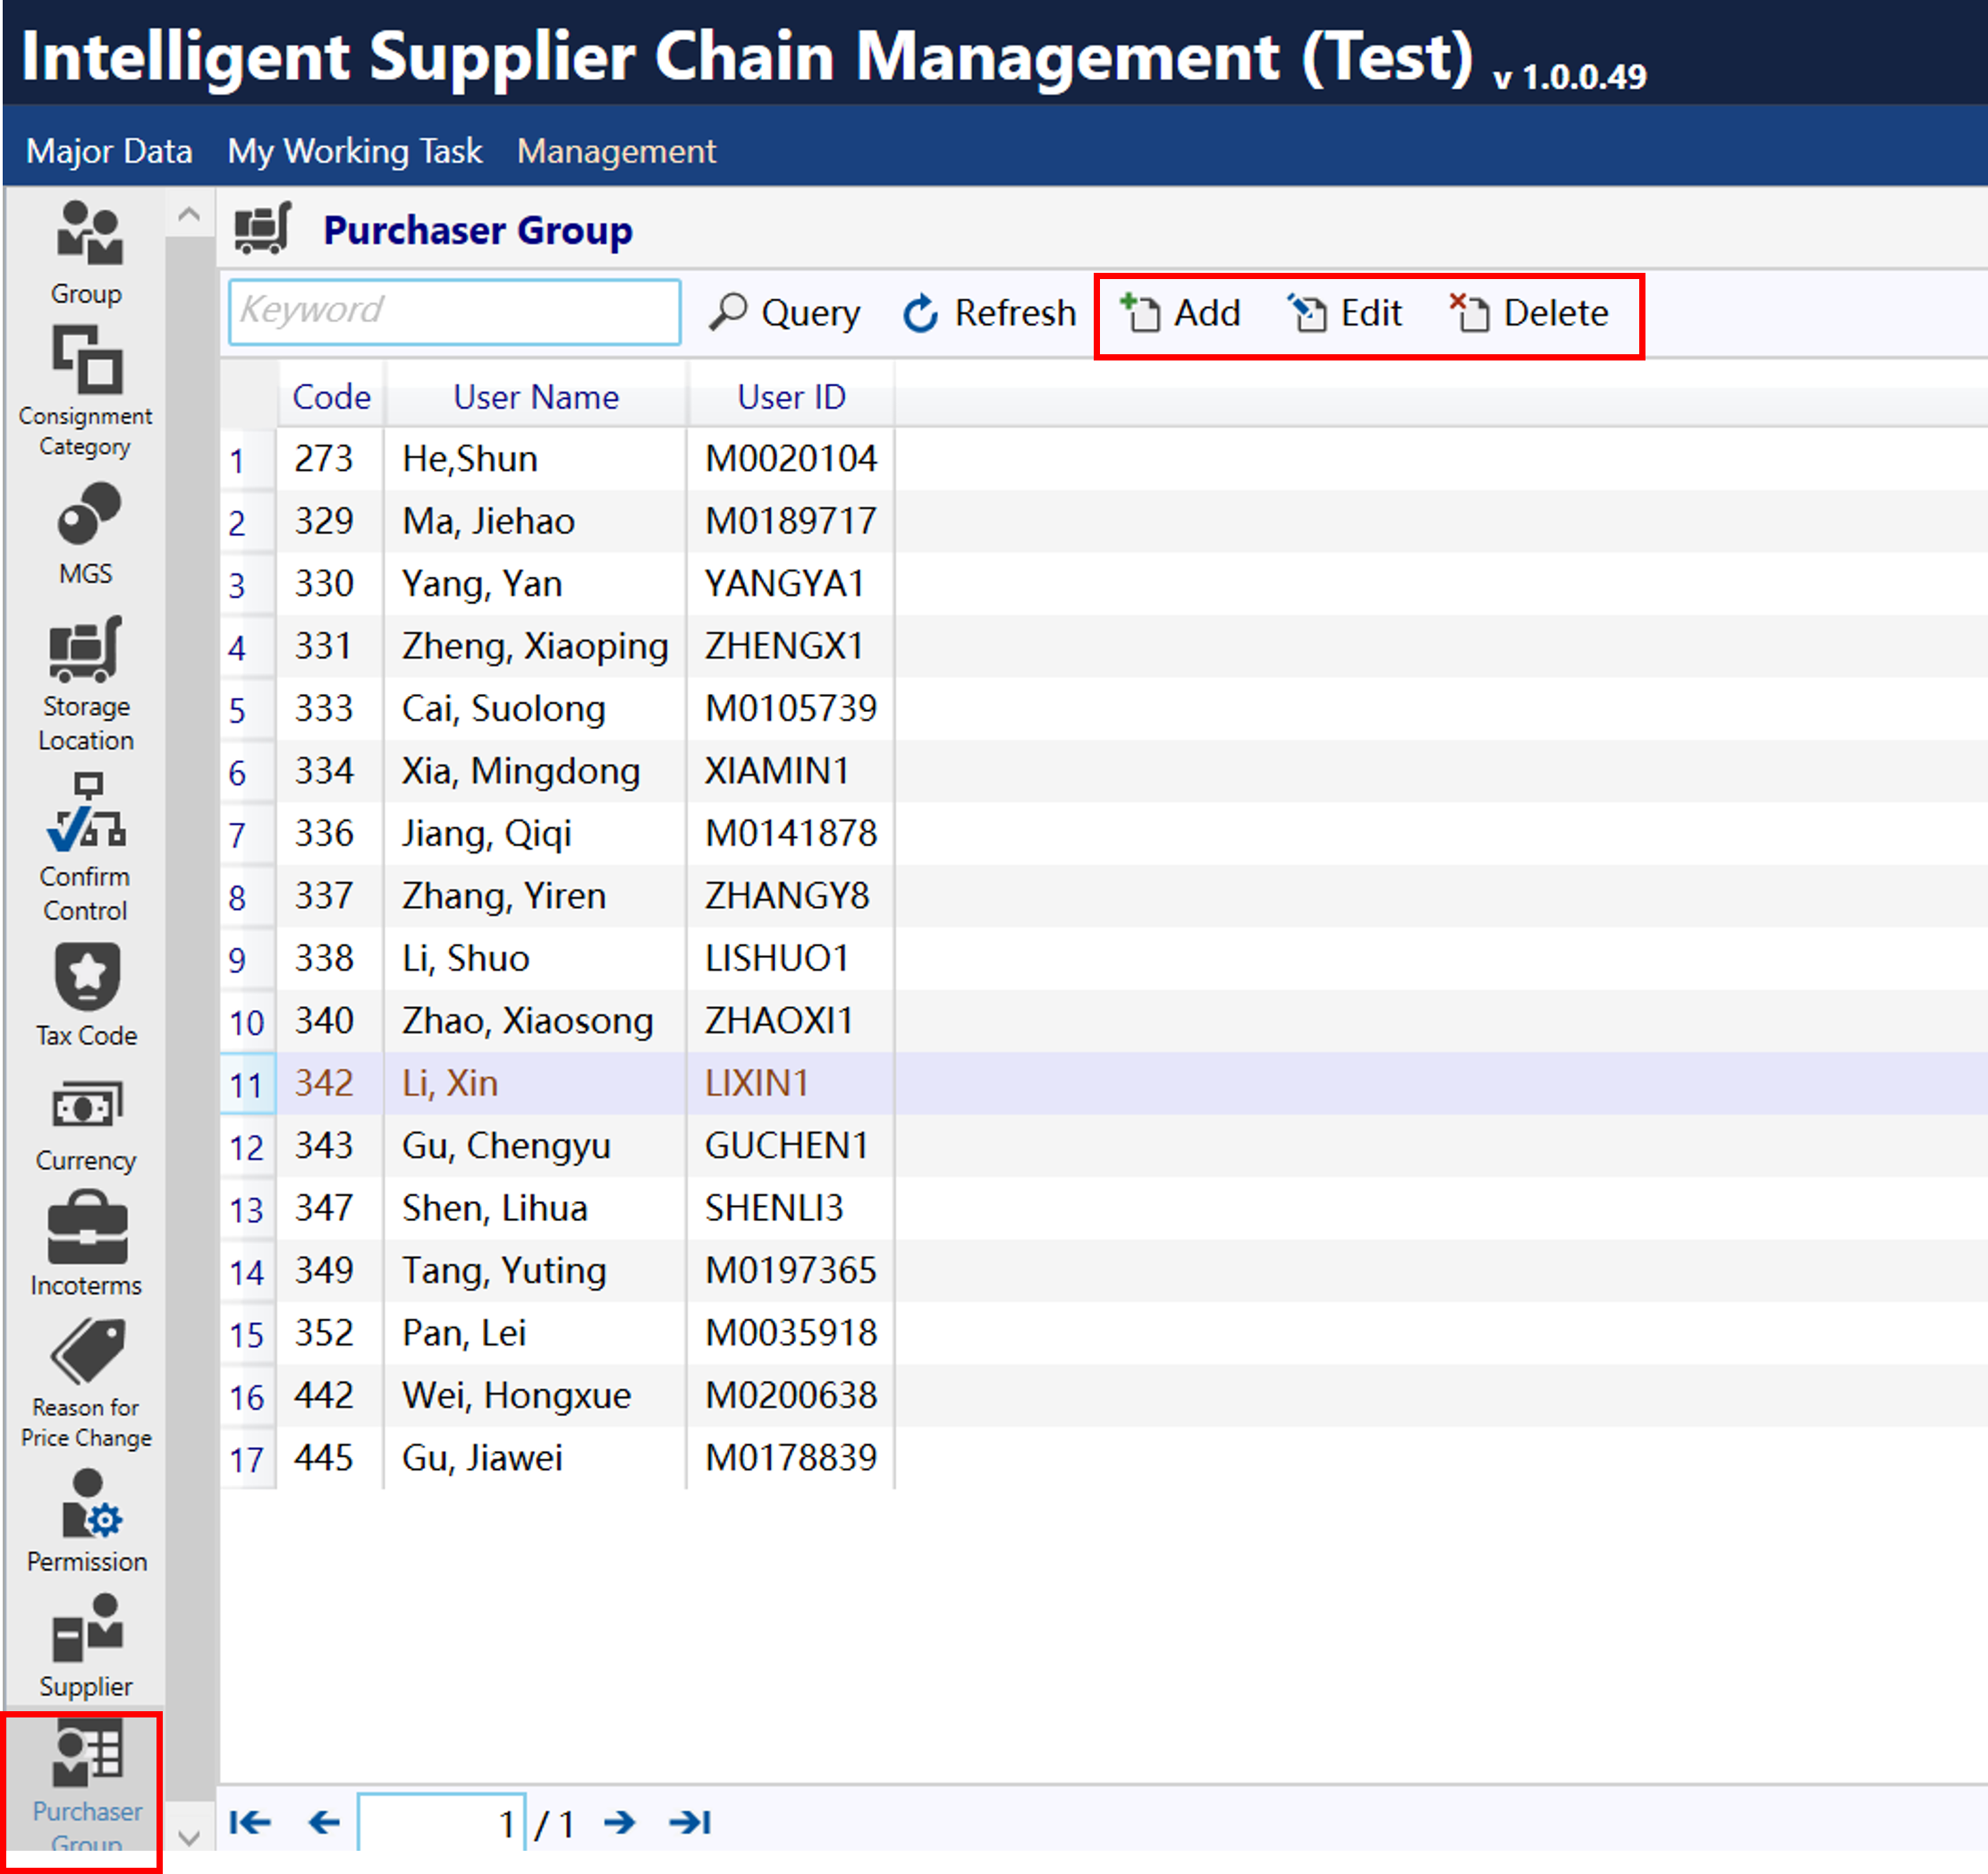 Intelligent Supplier Chain Management (Test) v 1.0.0.49
Major Data My Working Task Management
Group
Consignment
Category
MGS
Storage
Location
Confirm
Control
Tax Code
Currency
Incoterms
Reason for
Price Change
Permission
Supplier
Purchaser
Group
Purchaser Group
Keyword Query Refresh Add Edit Delete
Code User Name User ID
1 273 He,Shun M0020104
2 329 Ma, Jiehao M0189717
3 330 Yang, Yan YANGYA1
4 331 Zheng, Xiaoping ZHENGX1
5 333 Cai, Suolong M0105739
6 334 Xia, Mingdong XIAMIN1
7 336 Jiang, Qiqi M0141878
8 337 Zhang, Yiren ZHANGY8
9 338 Li, Shuo LISHUO1
10 340 Zhao, Xiaosong ZHAOXI1
11 342 Li, Xin LIXIN1
12 343 Gu, Chengyu GUCHEN1
13 347 Shen, Lihua SHENLI3
14 349 Tang, Yuting M0197365
15 352 Pan, Lei M0035918
16 442 Wei, Hongxue M0200638
17 445 Gu, Jiawei M0178839
1 / 1